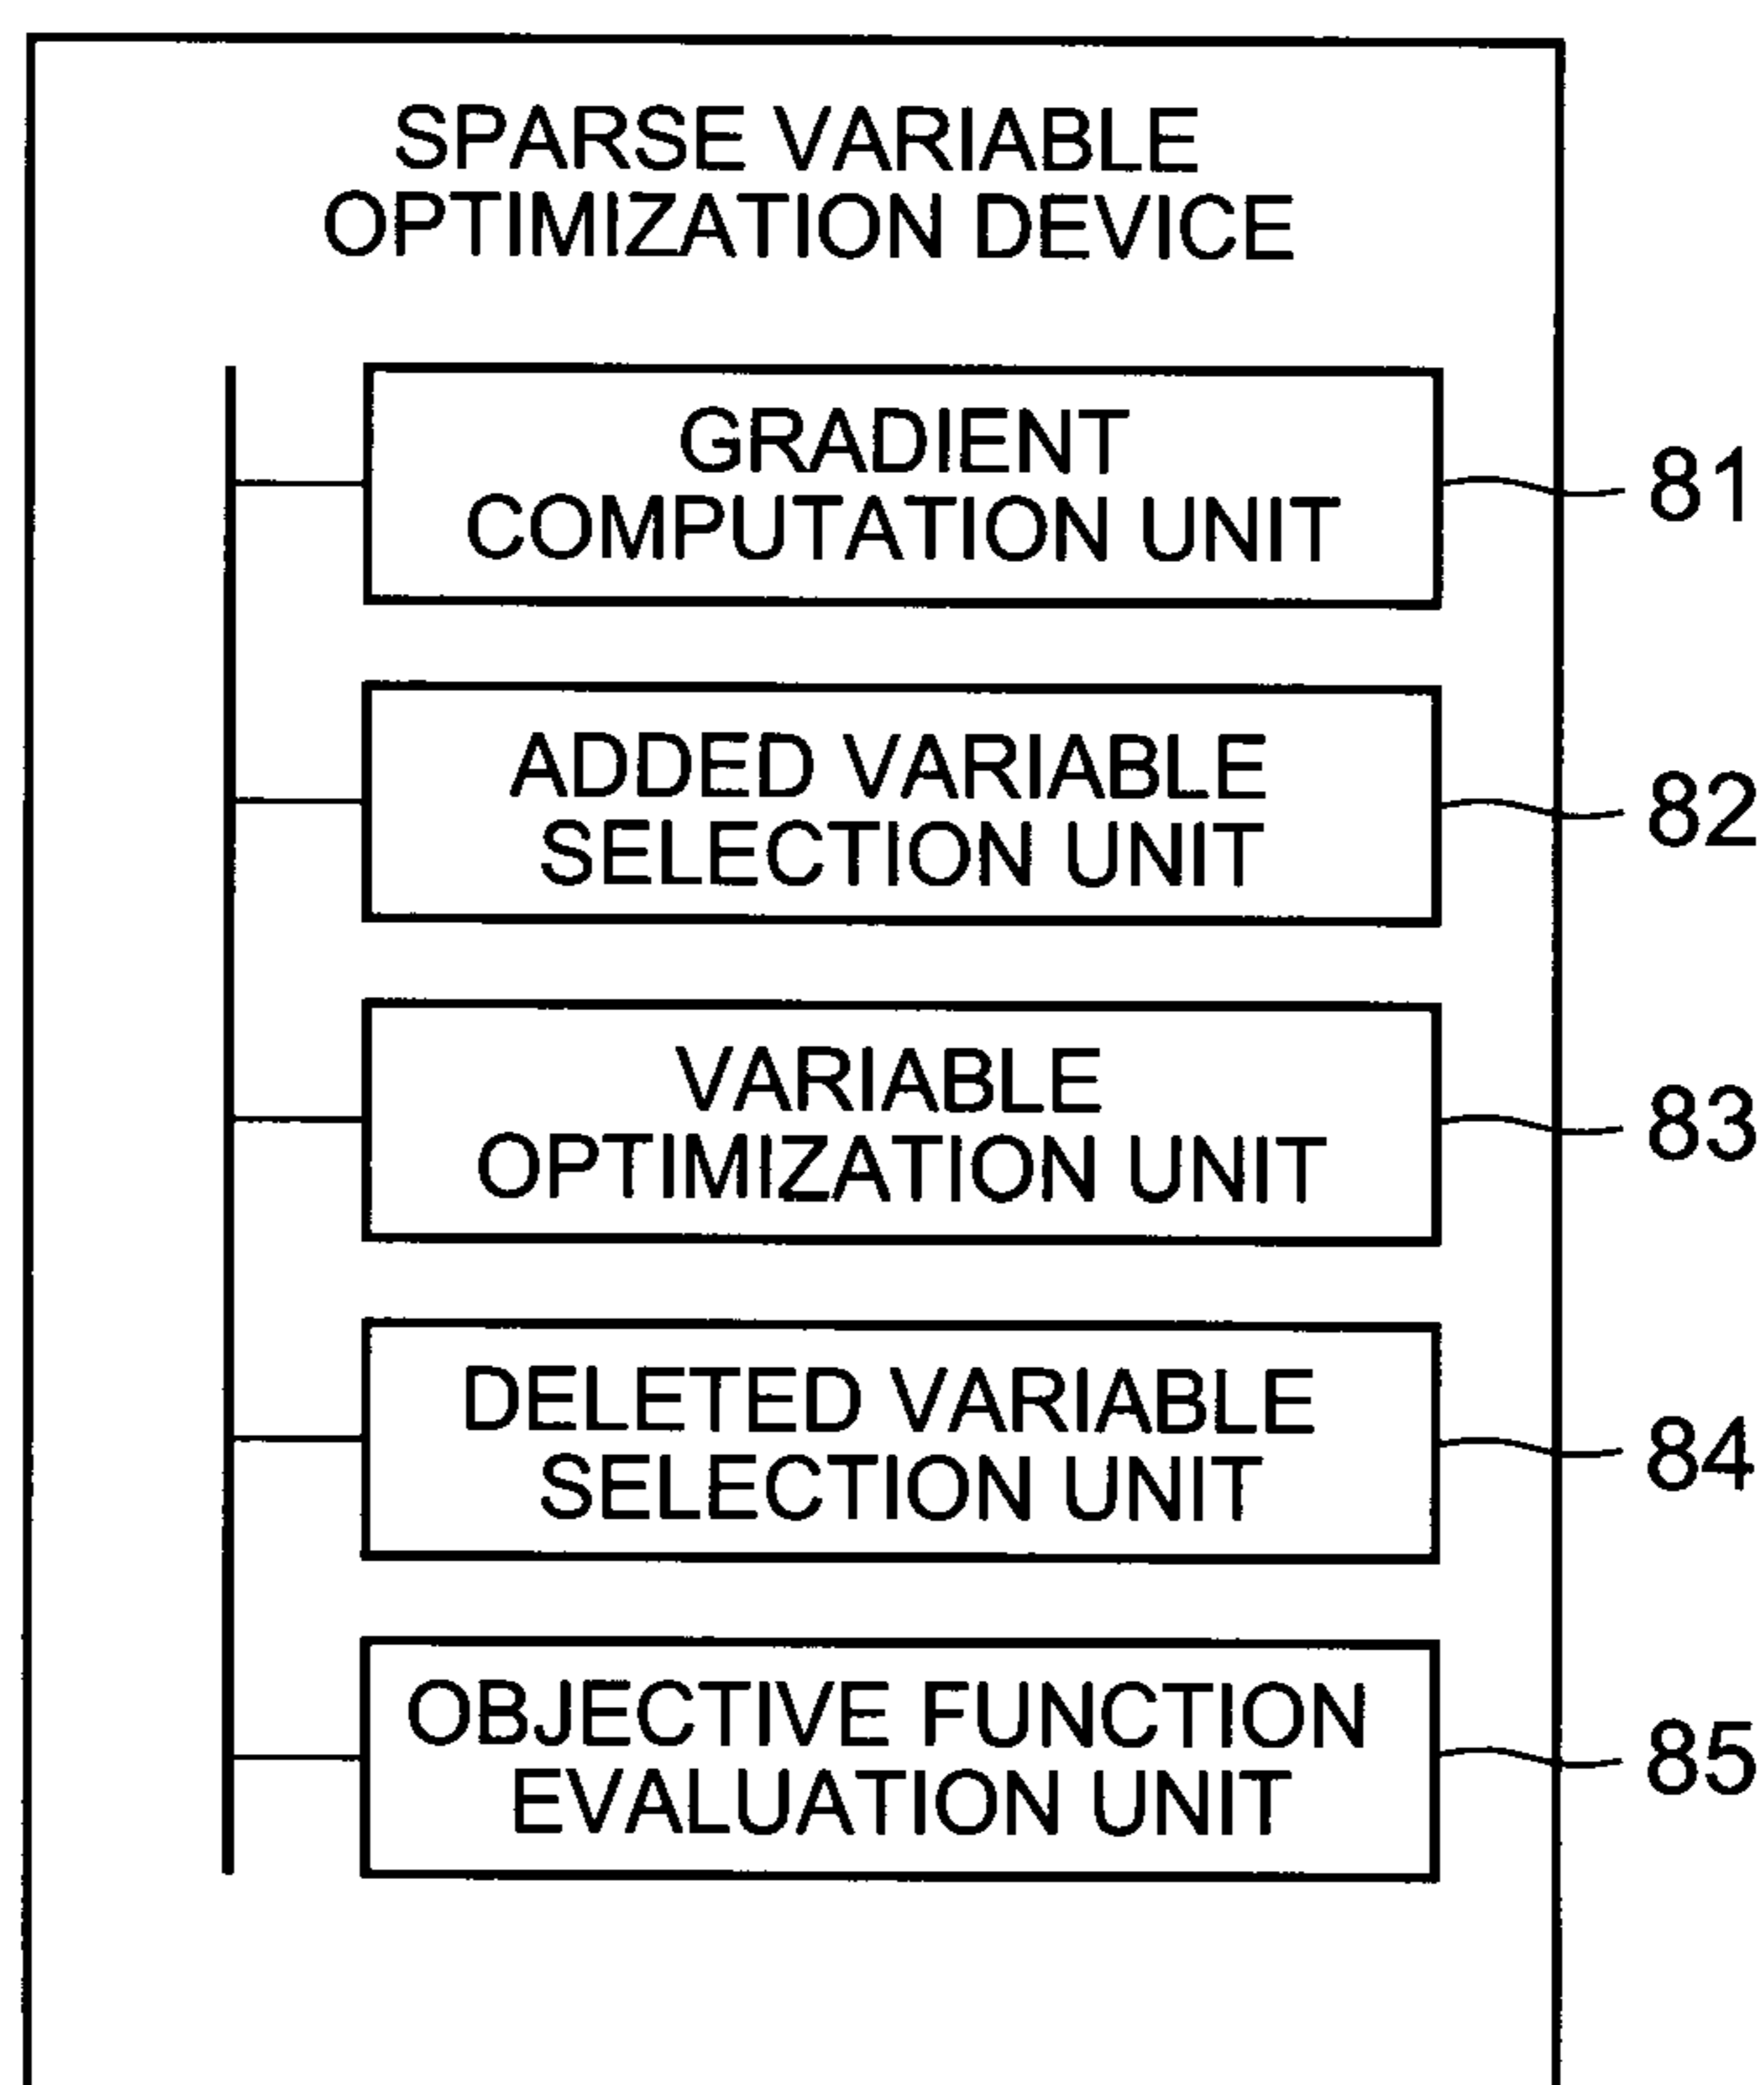 SPARSE VARIABLE
OPTIMIZATION DEVICE
GRADIENT
COMPUTATION UNIT
81
ADDED VARIABLE
SELECTION UNIT
82
VARIABLE
OPTIMIZATION UNIT
83
DELETED VARIABLE
SELECTION UNIT
84
OBJECTIVE FUNCTION
EVALUATION UNIT
85